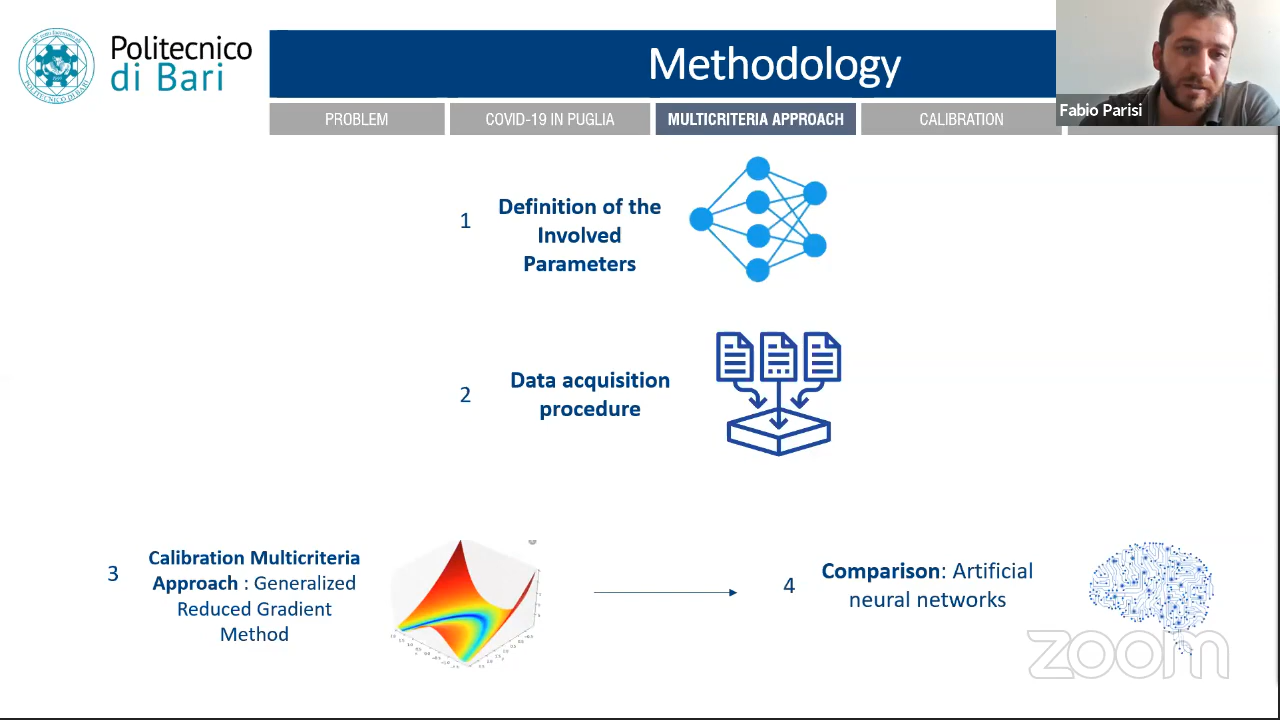 Politecnico
di Bari
Methodology
Fabio Parisi
PROBLEM
COVID-19 IN PUGLIA
MULTICRITERIA APPROACH
CALIBRATION
1
Definition of the
Involved
Parameters
2
Data acquisition
procedure
3
Calibration Multicriteria
Approach : Generalized
Reduced Gradient
Method
4
Comparison: Artificial
neural networks
zoom